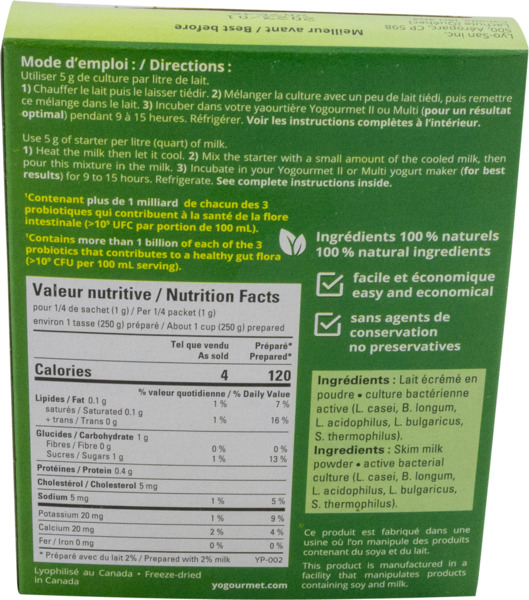 Lyo-San Inc.
500, Aéroparc, CP 598
Meilleur avant / Best before
Mode d'emploi : / Directions :
Utiliser 5 g de culture par litre de lait.
1) Chauffer le lait puis le laisser tiédir. 2) Mélanger la culture avec un peu de lait tiédi, puis remettre
ce mélange dans le lait. 3) Incuber dans votre yaourtière Yogourmet II ou Multi (pour un résultat
optimal) pendant 9 à 15 heures. Réfrigérer. Voir les instructions complètes à l'intérieur.
Use 5 g of starter per litre (quart) of milk.
1) Heat the milk then let it cool. 2) Mix the starter with a small amount of the cooled milk, then
pour this mixture in the milk. 3) Incubate in your Yogourmet II or Multi yogurt maker (for best
results) for 9 to 15 hours. Refrigerate. See complete instructions inside.
¹Contenant plus de 1 milliard de chacun des 3
probiotiques qui contribuent à la santé de la flore
intestinale (>10⁹ UFC par portion de 100 mL).
¹Contains more than 1 billion of each of the 3
probiotics that contributes to a healthy gut flora
(>10⁹ CFU per 100 mL serving).
Ingrédients 100 % naturels
100 % natural ingredients
facile et économique
easy and economical
sans agents de
conservation
no preservatives
Valeur nutritive / Nutrition Facts
pour 1/4 de sachet (1 g) / Per 1/4 packet (1 g)
environ 1 tasse (250 g) préparé / About 1 cup (250 g) prepared
Tel que vendu Préparé*
As sold Prepared*
Calories 4 120
% valeur quotidienne / % Daily Value
Lipides / Fat 0.1 g 1 % 7 %
saturés / Saturated 0.1 g
+ trans / Trans 0 g 1 % 16 %
Glucides / Carbohydrate 1 g
Fibres / Fibre 0 g 0 % 0 %
Sucres / Sugars 1 g 1 % 13 %
Protéines / Protein 0.4 g
Cholestérol / Cholesterol 5 mg
Sodium 5 mg 1 % 5 %
Potassium 20 mg 1 % 9 %
Calcium 20 mg 2 % 4 %
Fer / Iron 0 mg 0 % 0 %
* Préparé avec du lait 2% / Prepared with 2% milk YP-002
Ingrédients : Lait écrémé en
poudre • culture bactérienne
active (L. casei, B. longum,
L. acidophilus, L. bulgaricus,
S. thermophilus).
Ingredients : Skim milk
powder • active bacterial
culture (L. casei, B. longum,
L. acidophilus, L. bulgaricus,
S. thermophilus).
Ce produit est fabriqué dans une
usine où l'on manipule des produits
contenant du soya et du lait.
This product is manufactured in a
facility that manipulates products
containing soy and milk.
Lyophilisé au Canada • Freeze-dried
in Canada
yogourmet.com